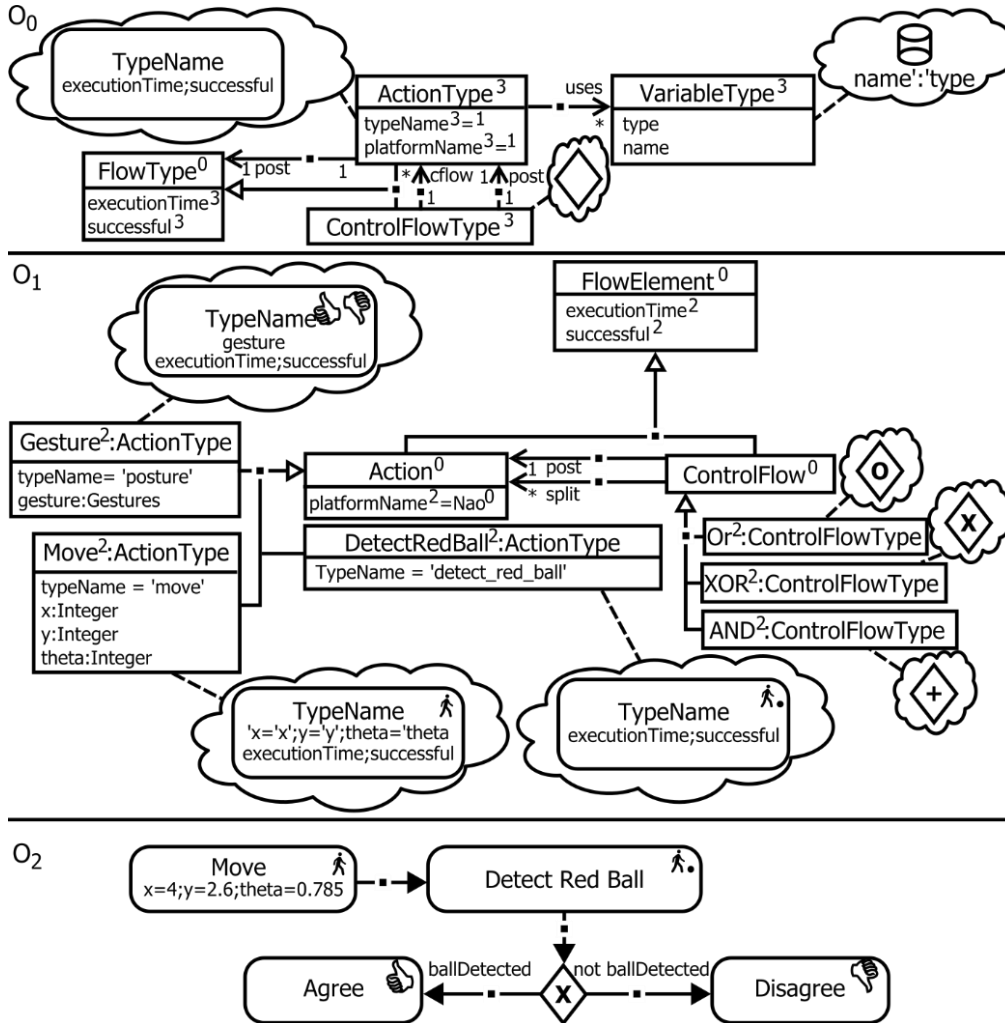 O₀
TypeName
executionTime;successful
ActionType³
typeName³=¹
platformName³=¹
uses
*
VariableType³
type
name
name':'type
FlowType⁰
executionTime³
successful³
1 post
1
*
cflow
1
1
post
1
ControlFlowType³
O₁
TypeName
gesture
executionTime;successful
FlowElement⁰
executionTime²
successful²
Gesture²:ActionType
typeName= 'posture'
gesture:Gestures
Action⁰
platformName²=Nao⁰
1 post
* split
ControlFlow⁰
O
X
Or²:ControlFlowType
XOR²:ControlFlowType
AND²:ControlFlowType
+
Move²:ActionType
typeName = 'move'
x:Integer
y:Integer
theta:Integer
DetectRedBall²:ActionType
TypeName = 'detect_red_ball'
TypeName
'x='x';y='y';theta='theta
executionTime;successful
TypeName
executionTime;successful
O₂
Move
x=4;y=2.6;theta=0.785
Detect Red Ball
Agree
ballDetected
X
not ballDetected
Disagree